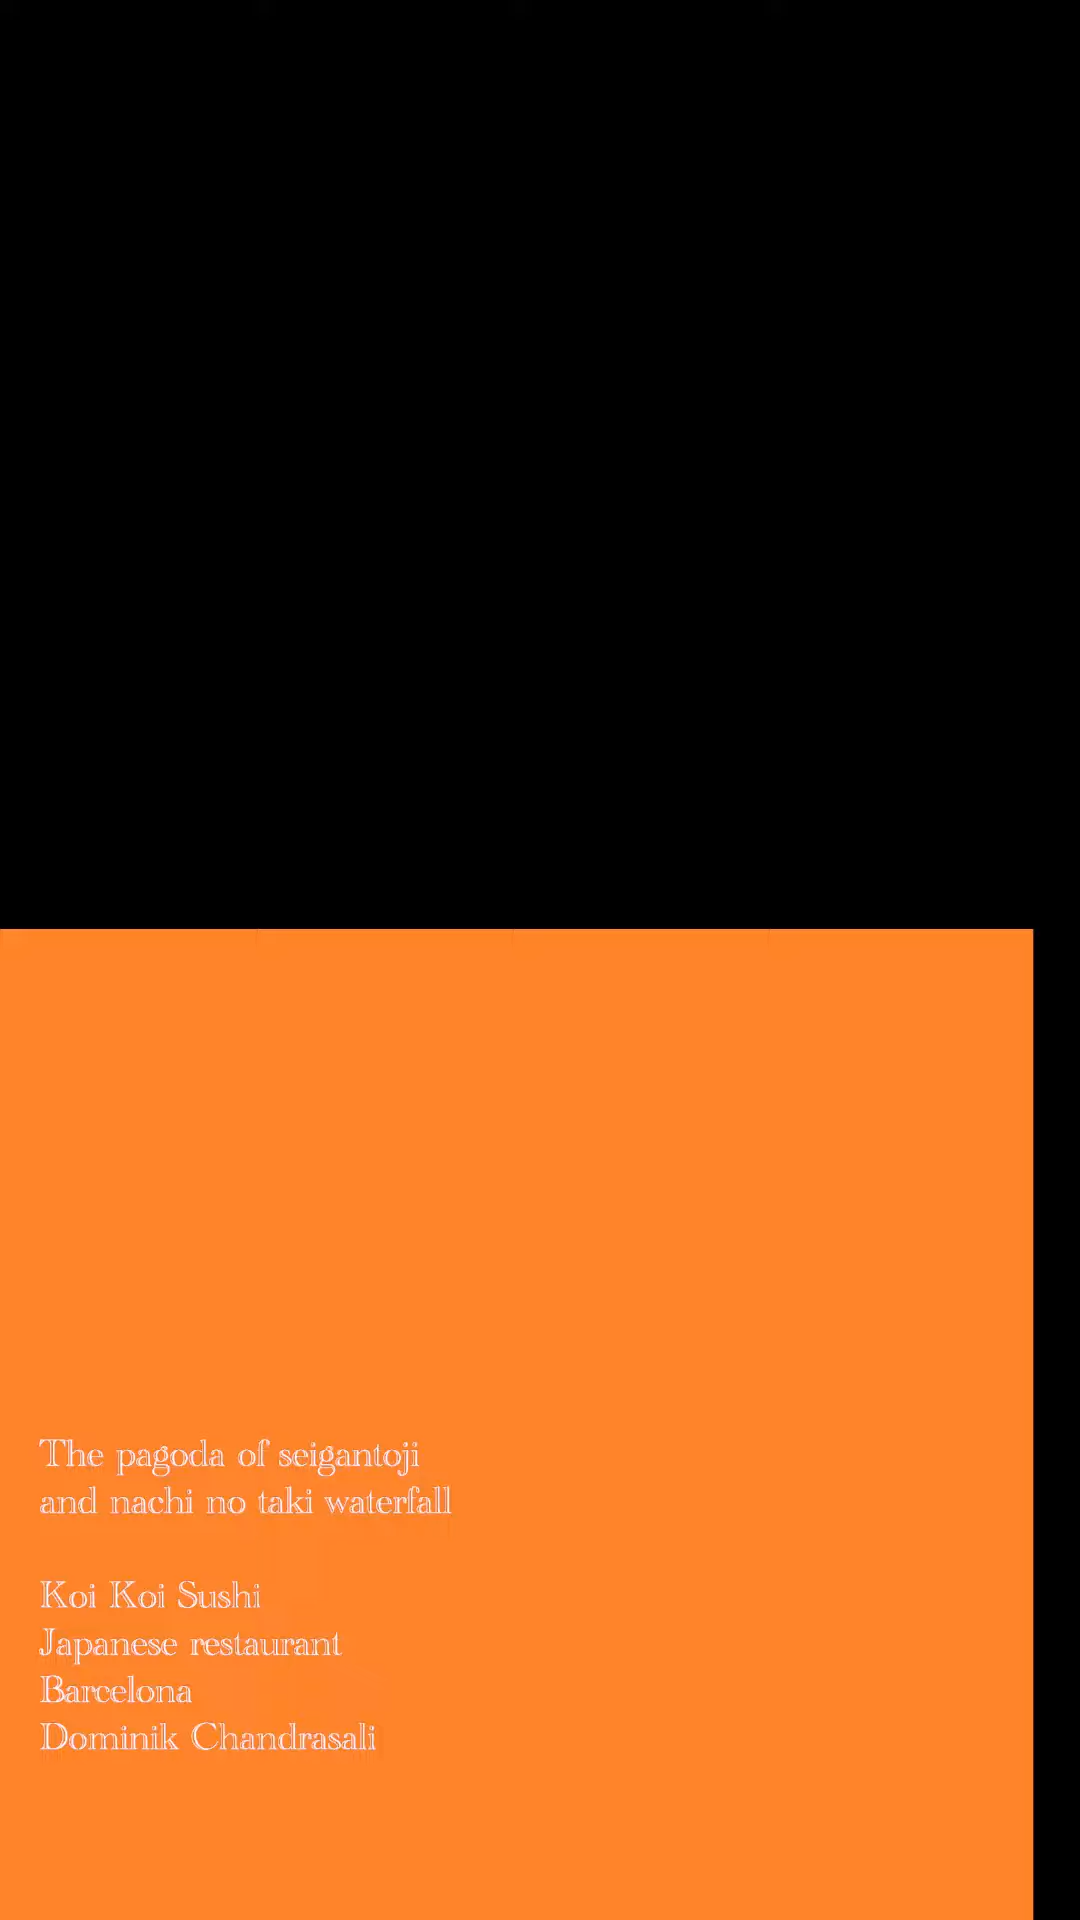 The pagoda of seigantoji
and nachi no taki waterfall
Koi Koi Sushi
Japanese restaurant
Barcelona
Dominik Chandrasali